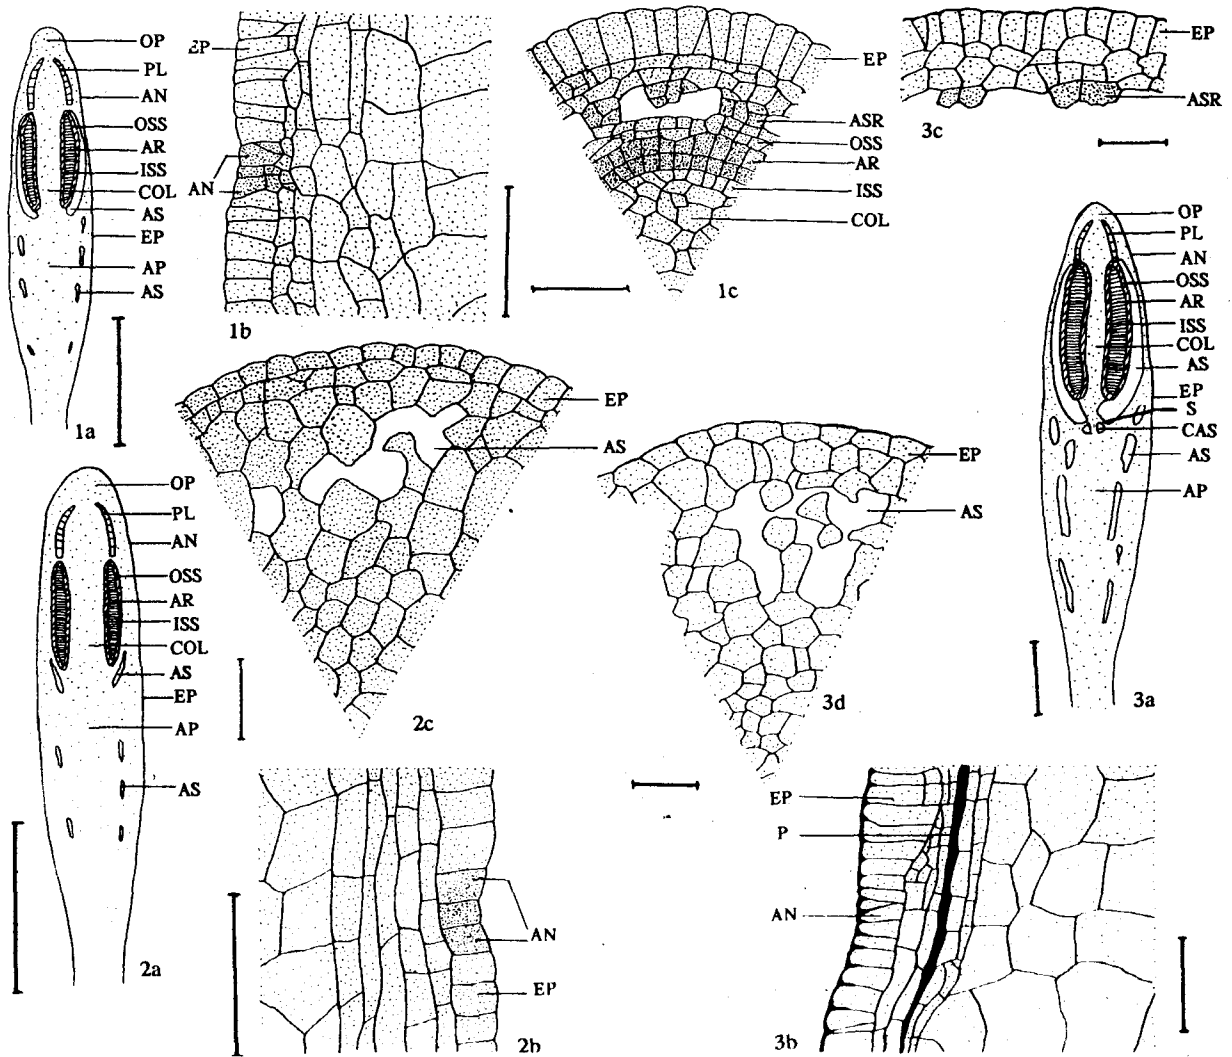 OP
PL
AN
OSS
AR
ISS
COL
AS
EP
AP
AS
1a
EP
AN
1b
EP
ASR
OSS
AR
ISS
COL
1c
EP
ASR
3c
OP
PL
AN
OSS
AR
ISS
COL
AS
EP
S
CAS
AS
AP
3a
OP
PL
AN
OSS
AR
ISS
COL
AS
EP
AP
AS
2a
EP
AS
2c
EP
AS
3d
AN
EP
2b
EP
P
AN
3b